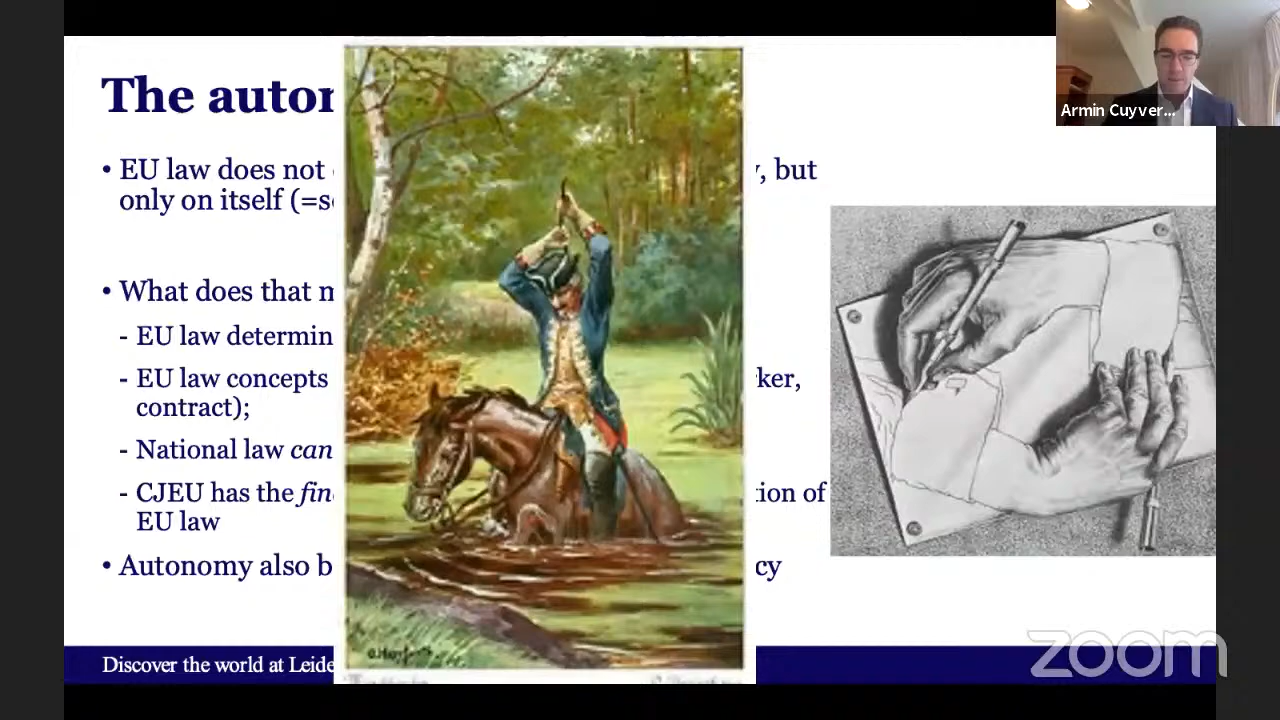 The auton
• EU law does not
, but
only on itself (=s
• What does that m
- EU law determin
- EU law concepts
ker,
contract);
- National law can
- CJEU has the fin
tion of
EU law
• Autonomy also b
cy
Discover the world at Leide
Armin Cuyver...
zoom